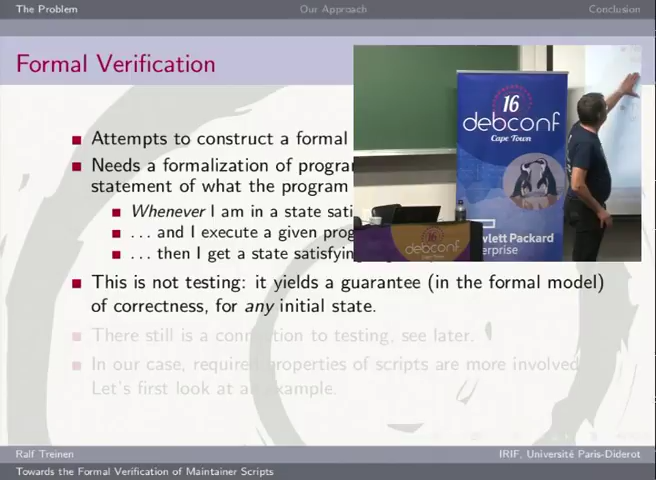 The Problem
Our Approach
Conclusion
Formal Verification
Attempts to construct a formal
Needs a formalization of progra
statement of what the program
Whenever I am in a state sati
... and I execute a given prog
... then I get a state satisfying
This is not testing: it yields a guarantee (in the formal model)
of correctness, for any initial state.
There still is a connection to testing, see later.
In our case, required properties of scripts are more involved.
Let's first look at an example.
16
debconf
Cape Town
wlett Packard
erprise
debconf
Ralf Treinen
IRIF, Université Paris-Diderot
Towards the Formal Verification of Maintainer Scripts